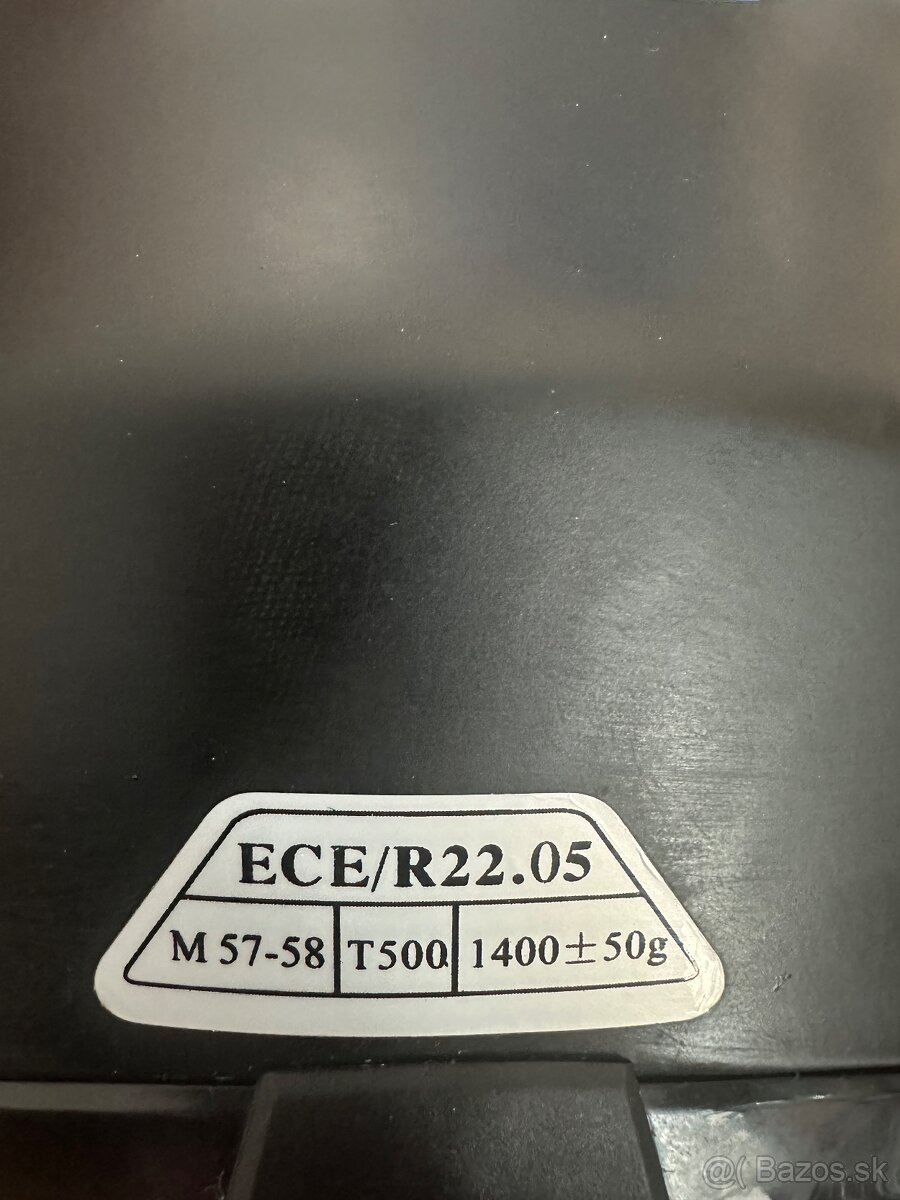 ECE/R22.05
M 57-58 T500 1400±50g
@( Bazos.sk